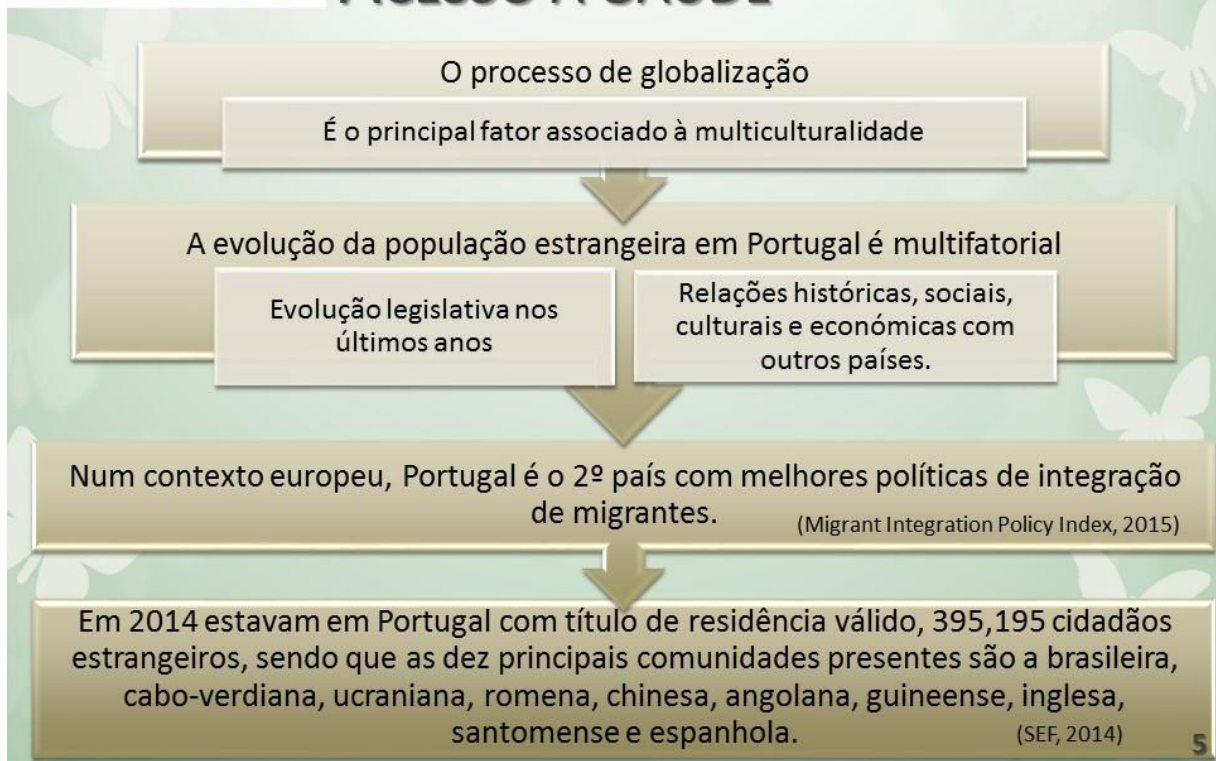 ACESSO À SAÚDE
O processo de globalização
É o principal fator associado à multiculturalidade
A evolução da população estrangeira em Portugal é multifatorial
Evolução legislativa nos
últimos anos
Relações históricas, sociais,
culturais e económicas com
outros países.
Num contexto europeu, Portugal é o 2º país com melhores políticas de integração
de migrantes. (Migrant Integration Policy Index, 2015)
Em 2014 estavam em Portugal com título de residência válido, 395,195 cidadãos
estrangeiros, sendo que as dez principais comunidades presentes são a brasileira,
cabo-verdiana, ucraniana, romena, chinesa, angolana, guineense, inglesa,
santomense e espanhola. (SEF, 2014)
5